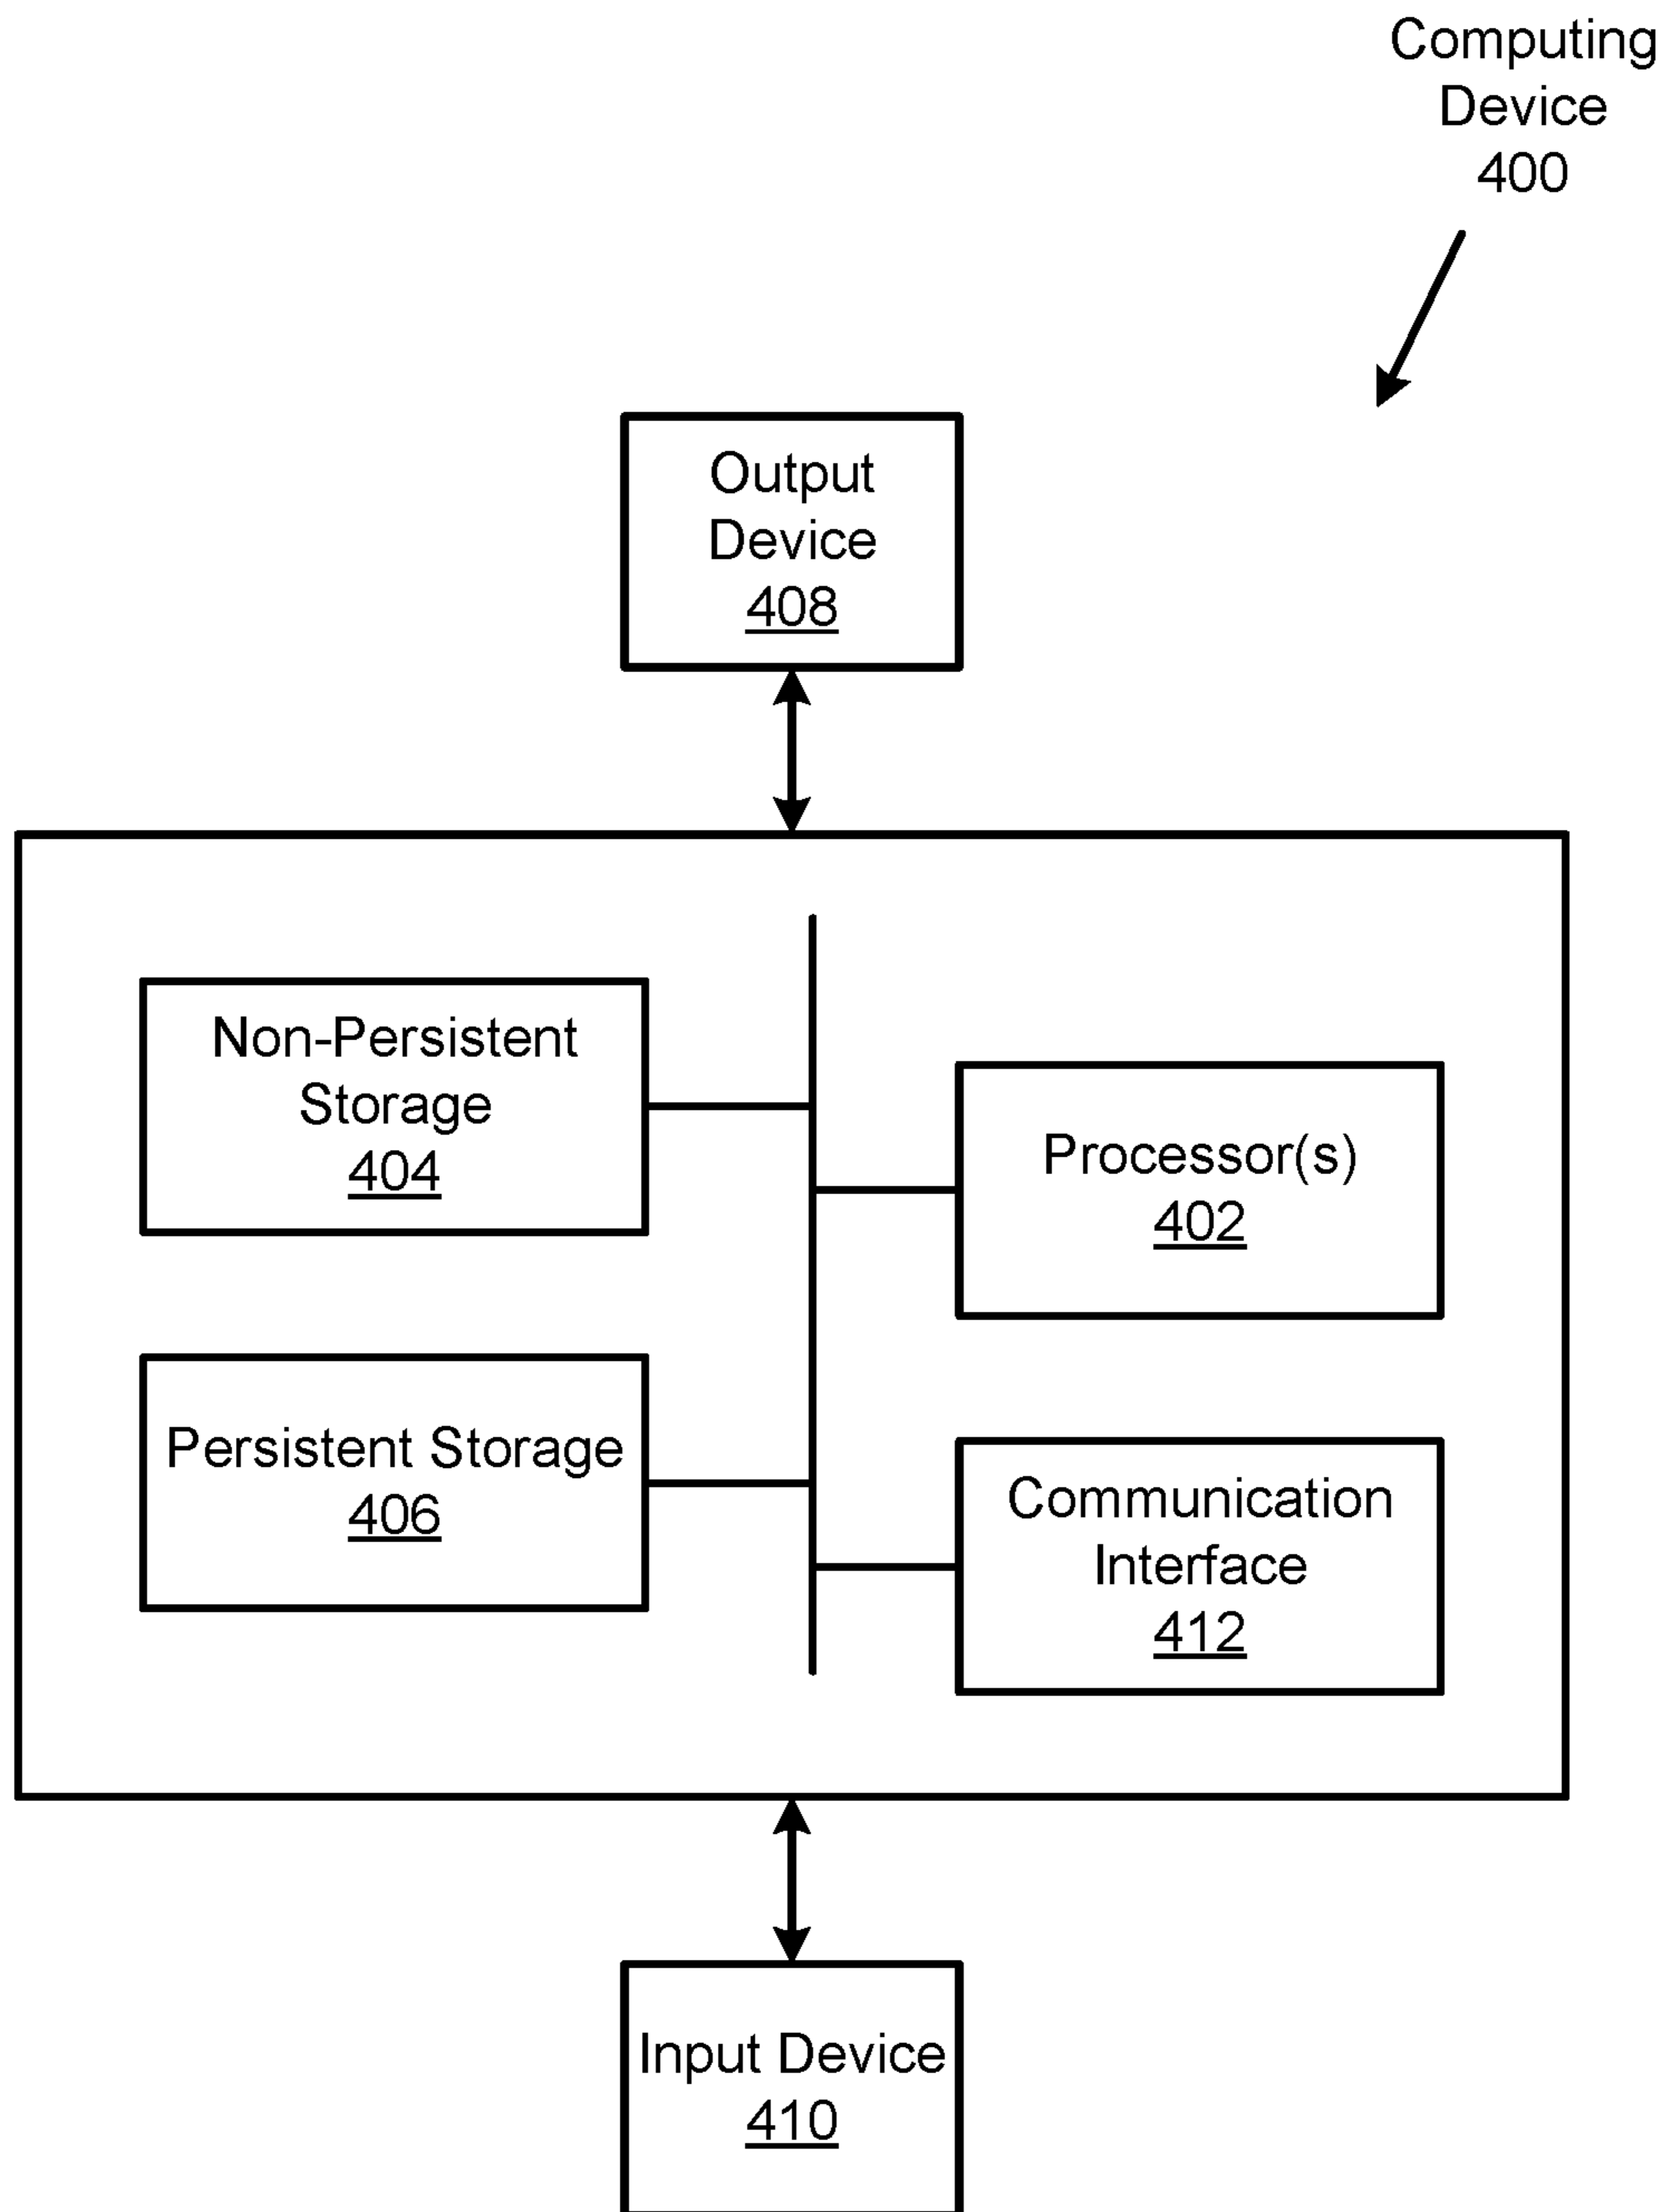 Computing
Device
400
Output
Device
408
Non-Persistent
Storage
404
Processor(s)
402
Persistent Storage
406
Communication
Interface
412
Input Device
410